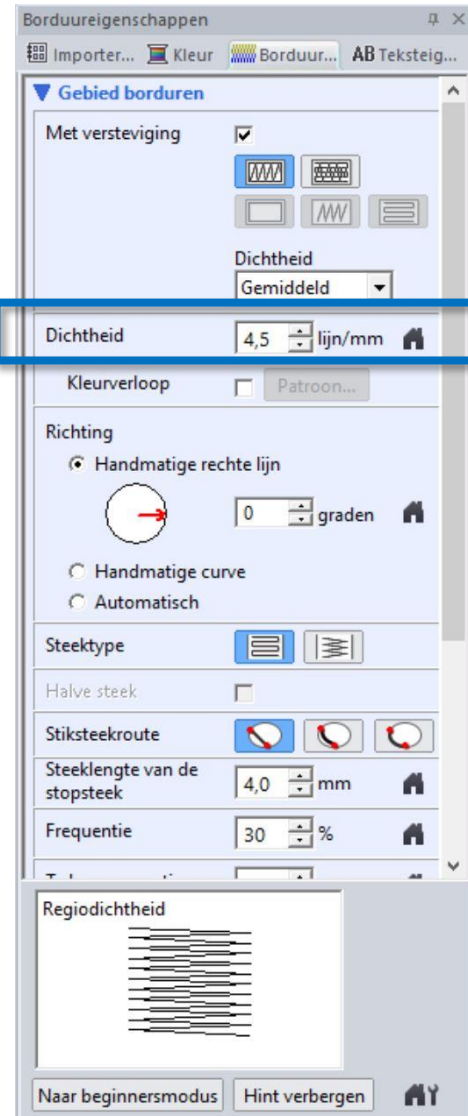 Borduureigenschappen
Importer... Kleur Borduur... AB Teksteig...
Gebied borduren
Met versteviging
Dichtheid
Gemiddeld
Dichtheid 4,5 lijn/mm
Kleurverloop Patroon...
Richting
Handmatige rechte lijn
0 graden
Handmatige curve
Automatisch
Steektype
Halve steek
Stiksteekroute
Steeklengte van de
stopsteek 4,0 mm
Frequentie 30 %
Regiodichtheid
Naar beginnersmodus Hint verbergen